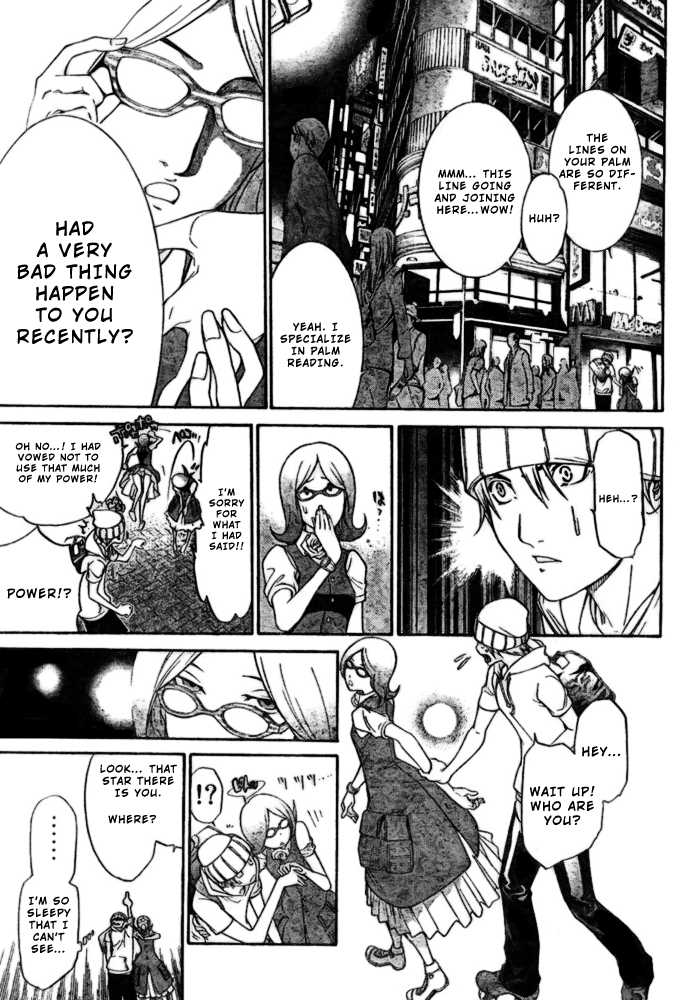 THE
LINES ON
YOUR PALM
ARE SO DIF-
FERENT.
HUH?
MMM... THIS
LINE GOING
AND JOINING
HERE...WOW!
YEAH. I
SPECIALIZE
IN PALM
READING.
HAD
A VERY
BAD THING
HAPPEN
TO YOU
RECENTLY?
HEH...?
I'M
SORRY
FOR
WHAT
I HAD
SAID!!
OH NO...! I HAD
VOWED NOT TO
USE THAT MUCH
OF MY POWER!
POWER!?
HEY...
WAIT UP!
WHO ARE
YOU?
!?
LOOK... THAT
STAR THERE
IS YOU.
WHERE?
......
I'M SO
SLEEPY
THAT I
CAN'T
SEE...